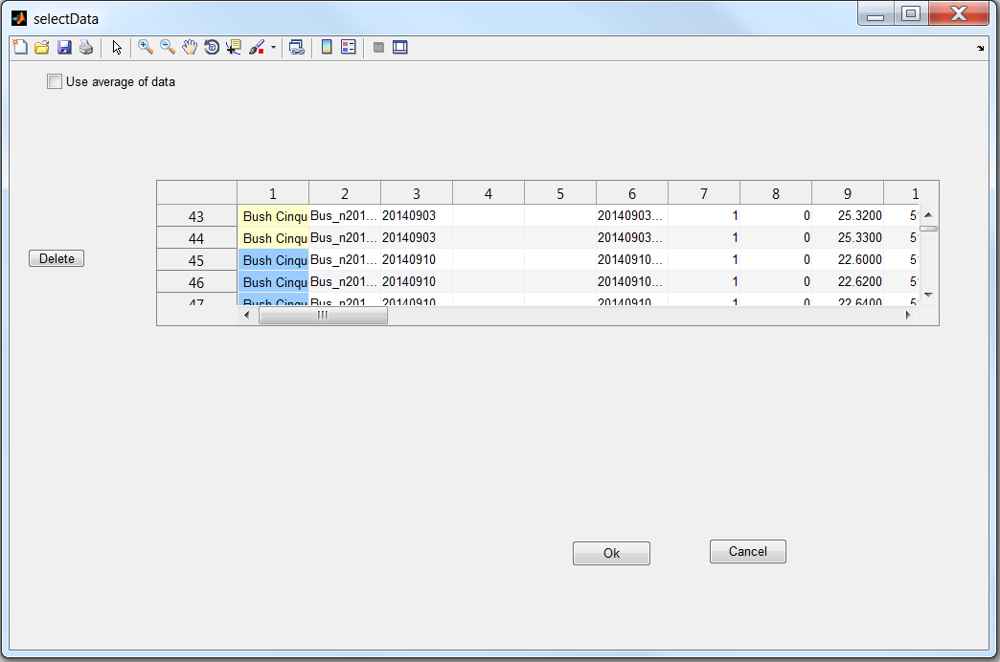 selectData
Use average of data
1 2 3 4 5 6 7 8 9 1
43 Bush Cinqu Bus_n201... 20140903 20140903... 1 0 25.3200 5
44 Bush Cinqu Bus_n201... 20140903 20140903... 1 0 25.3300 5
45 Bush Cinqu Bus_n201... 20140910 20140910... 1 0 22.6000 5
46 Bush Cinqu Bus_n201... 20140910 20140910... 1 0 22.6200 5
47 Bush Cinqu Bus_n201 20140910 20140910 1 0 22.6400 5
Delete
Ok Cancel